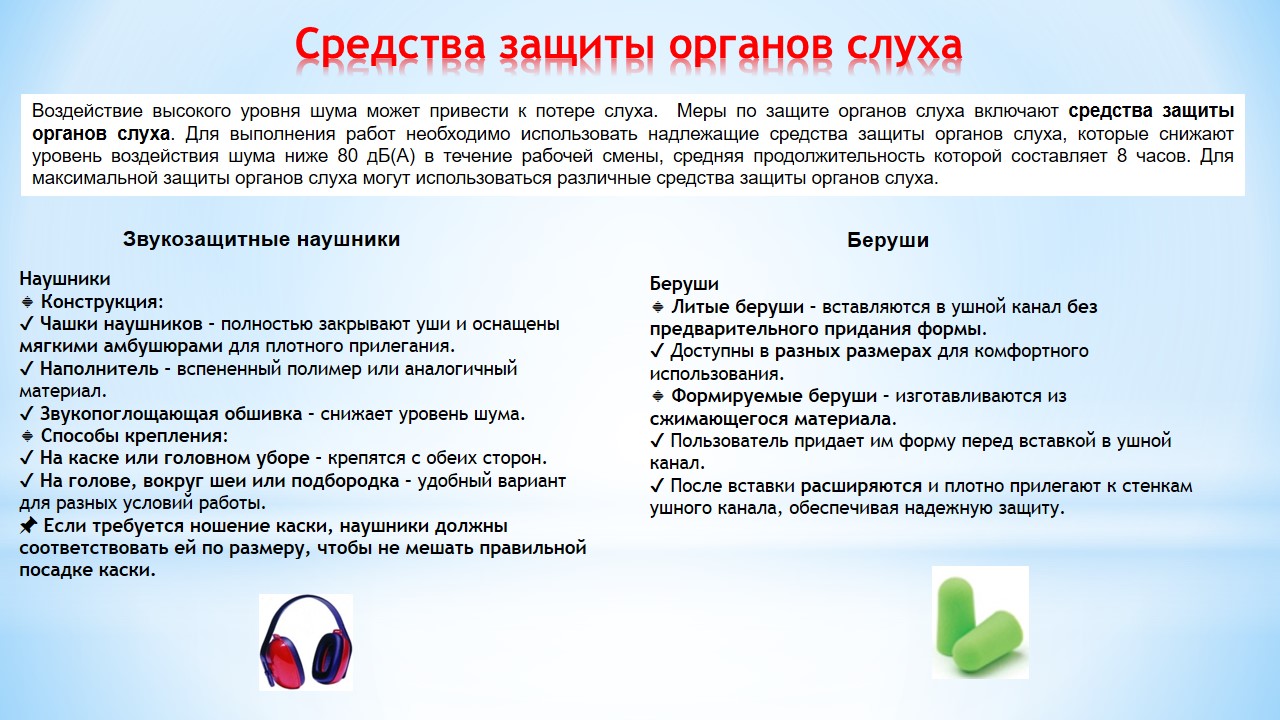 Средства защиты органов слуха
Воздействие высокого уровня шума может привести к потере слуха.  Меры по защите органов слуха включают средства защиты
органов слуха. Для выполнения работ необходимо использовать надлежащие средства защиты органов слуха, которые снижают
уровень воздействия шума ниже 80 дБ(А) в течение рабочей смены, средняя продолжительность которой составляет 8 часов. Для
максимальной защиты органов слуха могут использоваться различные средства защиты органов слуха.
Звукозащитные наушники
Наушники
🔹 Конструкция:
✔ Чашки наушников – полностью закрывают уши и оснащены
мягкими амбушюрами для плотного прилегания.
✔ Наполнитель – вспененный полимер или аналогичный
материал.
✔ Звукопоглощающая обшивка – снижает уровень шума.
🔹 Способы крепления:
✔ На каске или головном уборе – крепятся с обеих сторон.
✔ На голове, вокруг шеи или подбородка – удобный вариант
для разных условий работы.
📌 Если требуется ношение каски, наушники должны
соответствовать ей по размеру, чтобы не мешать правильной
посадке каски.
Беруши
Беруши
🔹 Литые беруши – вставляются в ушной канал без
предварительного придания формы.
✔ Доступны в разных размерах для комфортного
использования.
🔹 Формируемые беруши – изготавливаются из
сжимающегося материала.
✔ Пользователь придает им форму перед вставкой в ушной
канал.
✔ После вставки расширяются и плотно прилегают к стенкам
ушного канала, обеспечивая надежную защиту.